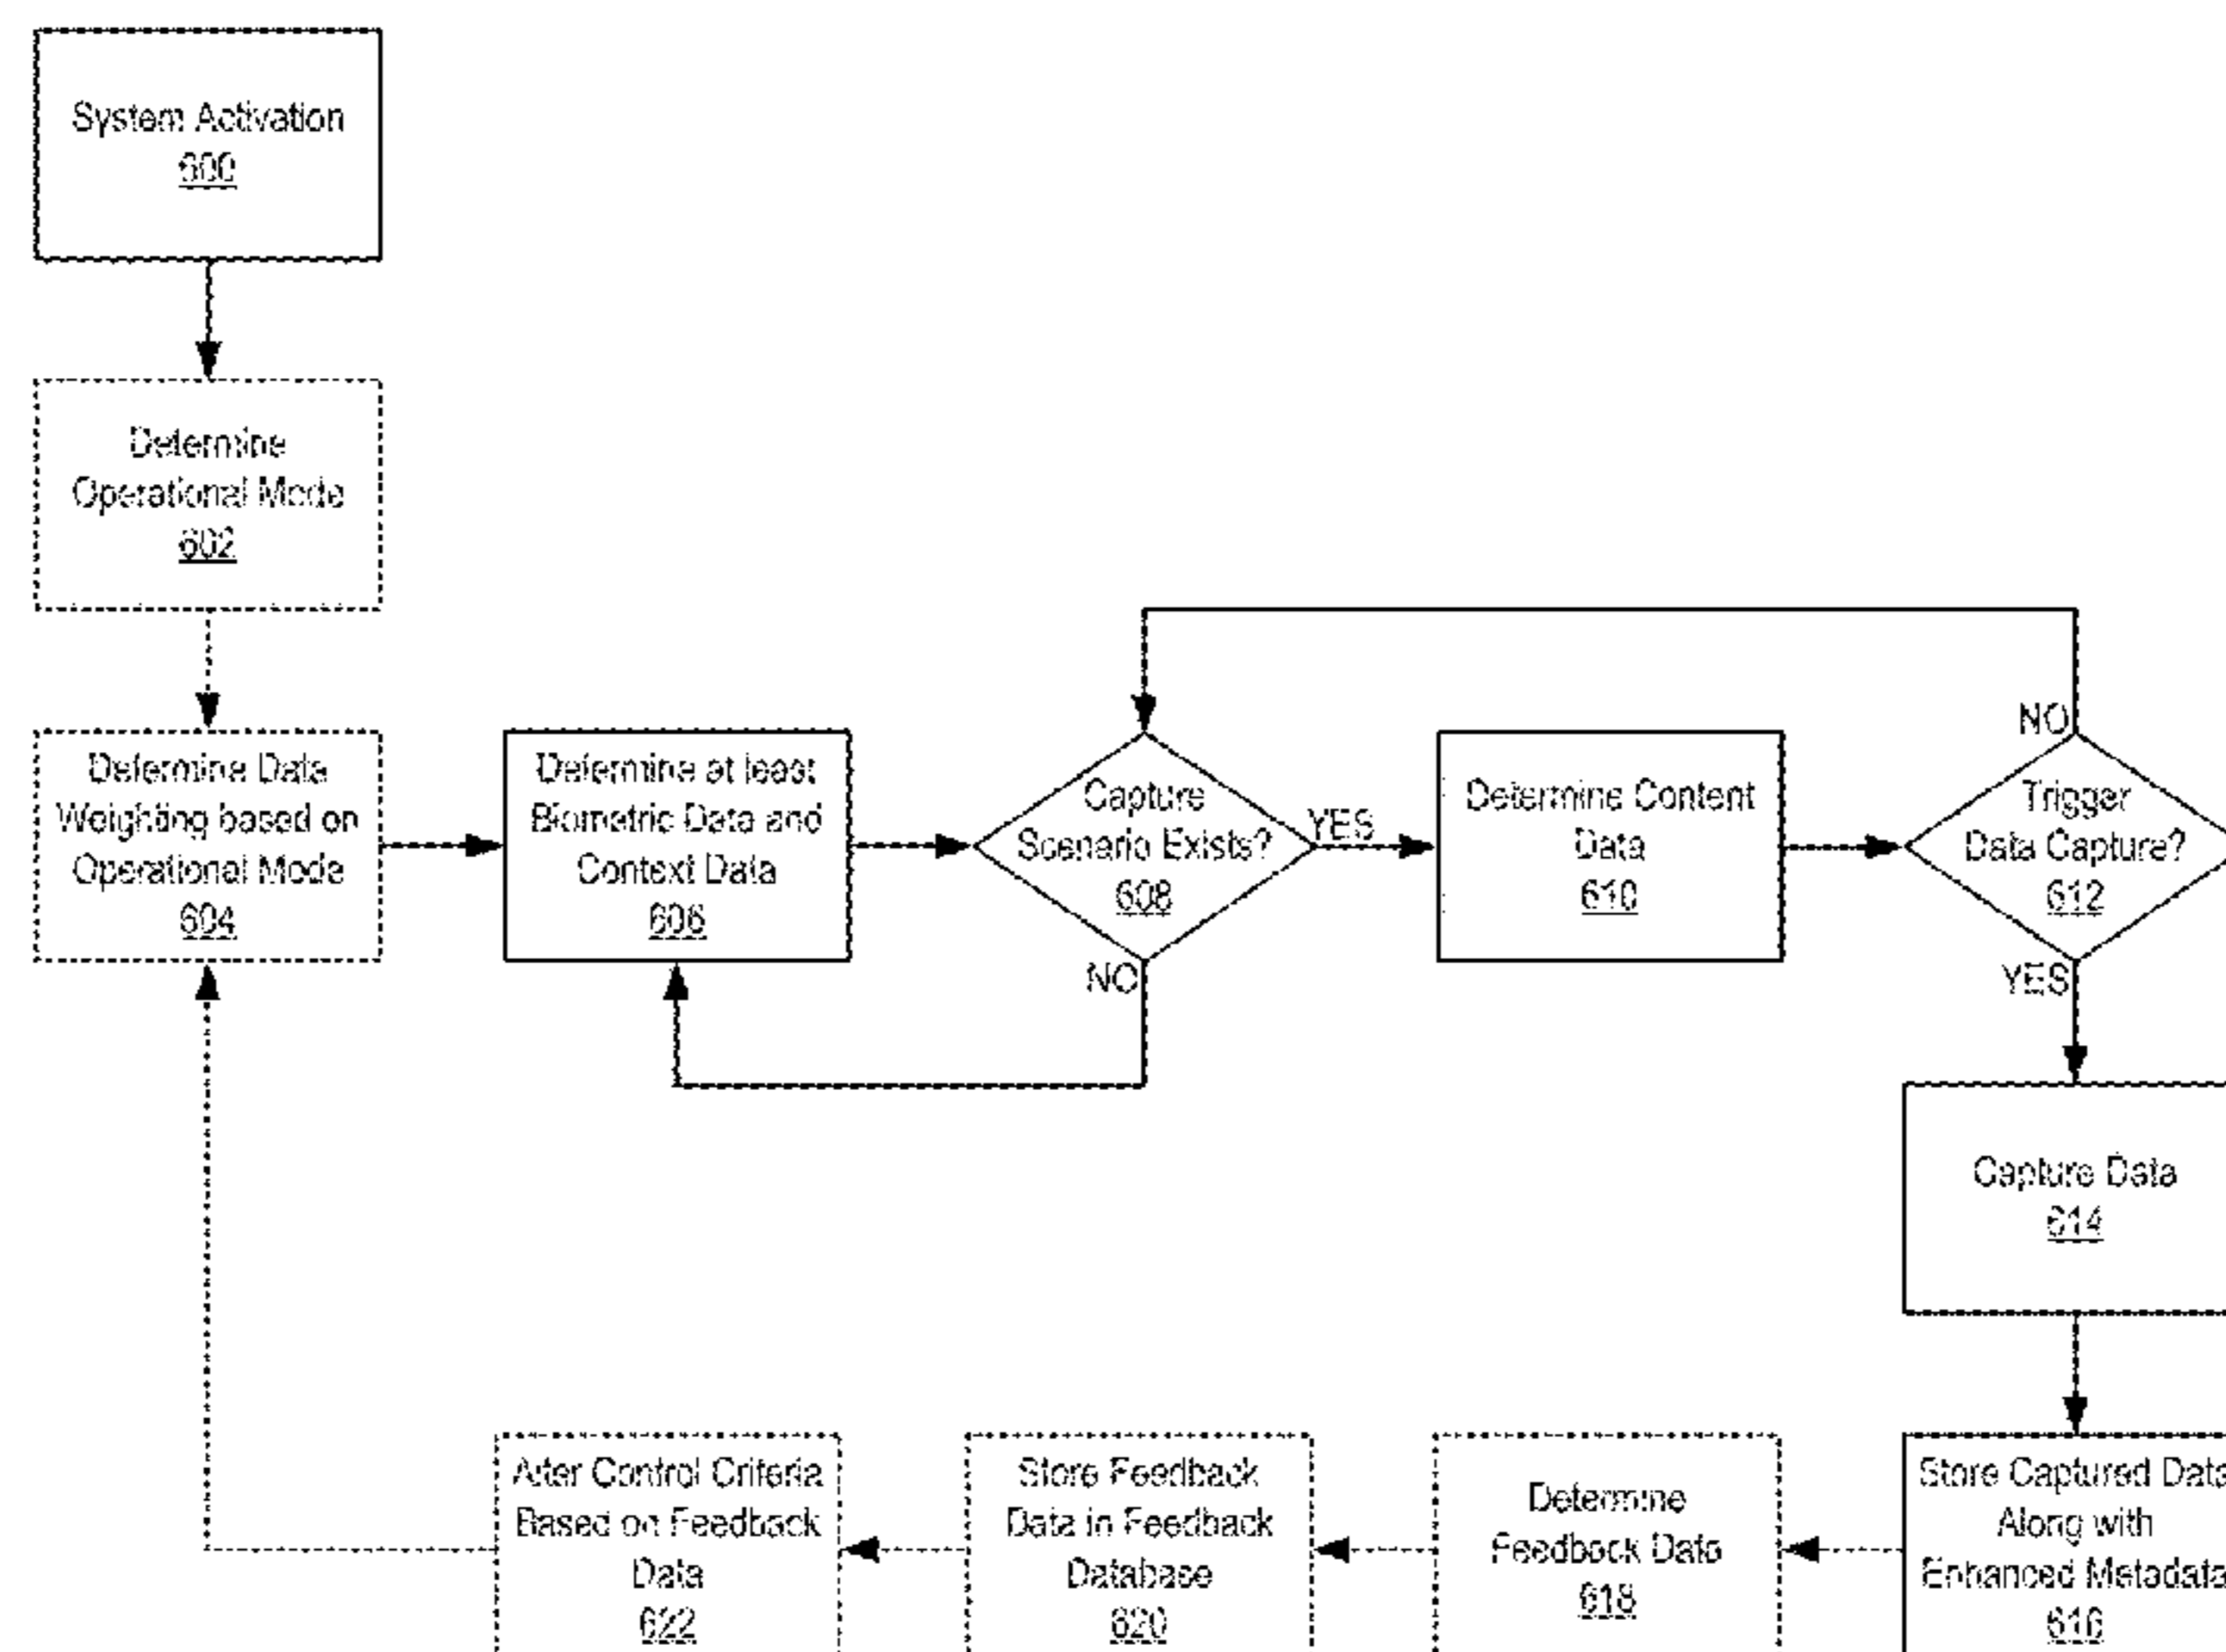 System Activation
600
Determine
Operational Mode
602
Determine Data
Weighting based on
Operational Mode
604
Determine at least
Biometric Data and
Context Data
606
Capture
Scenario Exists?
608
YES
NO
Determine Content
Data
610
NO
Trigger
Data Capture?
612
YES
Capture Data
614
Store Captured Data
Along with
Enhanced Metadata
616
Determine
Feedback Data
618
Store Feedback
Data in Feedback
Database
620
Alter Control Criteria
Based on Feedback
Data
622